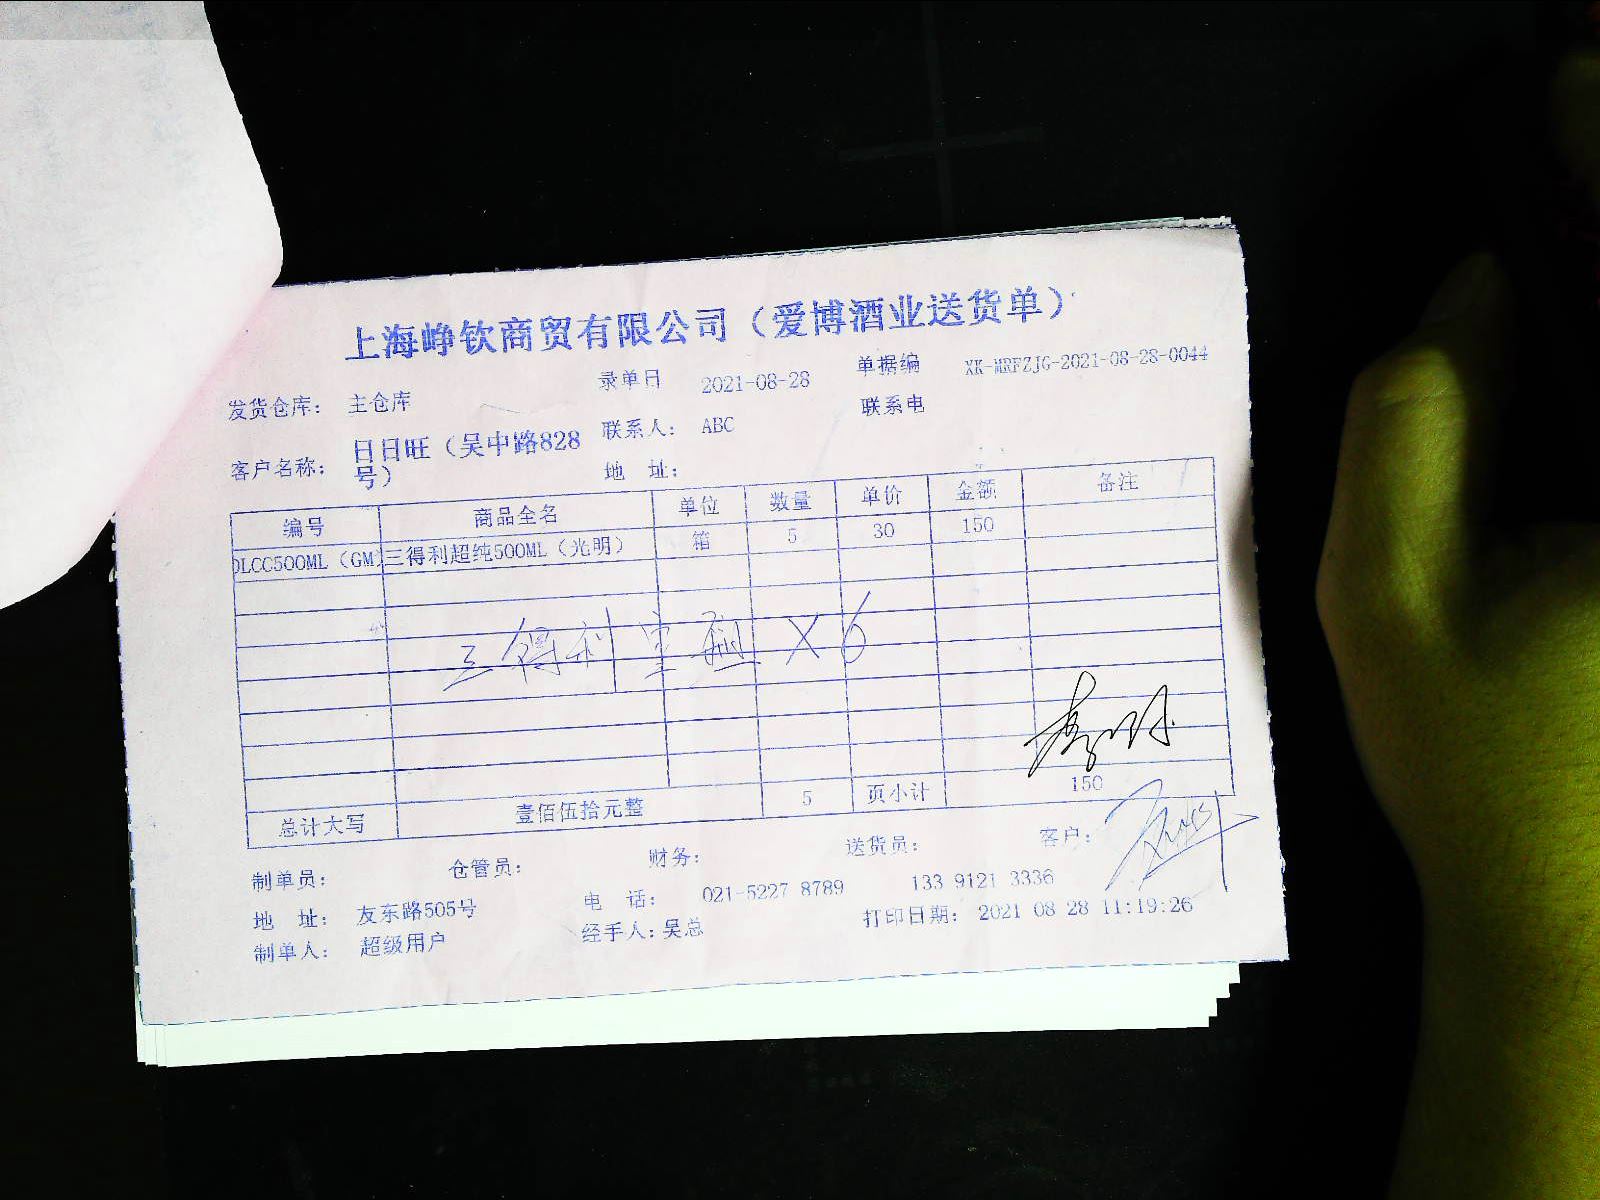 上海峥钦商贸有限公司（爱博酒业送货单）
发货仓库： 主仓库 录单日 2021-08-28 单据编 XK-MRFZJG-2021-08-28-0044
客户名称： 日日旺（吴中路828号） 联系人： ABC 联系电
地 址：
编号 商品全名 单位 数量 单价 金额 备注
OLCC500ML（GM） 三得利超纯500ML（光明） 箱 5 30 150
三得利 X6
总计大写 壹佰伍拾元整 5 页小计 150
制单员： 仓管员： 财务： 送货员： 客户：
地 址： 友东路505号 电 话： 021-5227 8789 133 9121 3336
制单人： 超级用户 经手人：吴总 打印日期： 2021 08 28 11:19:26